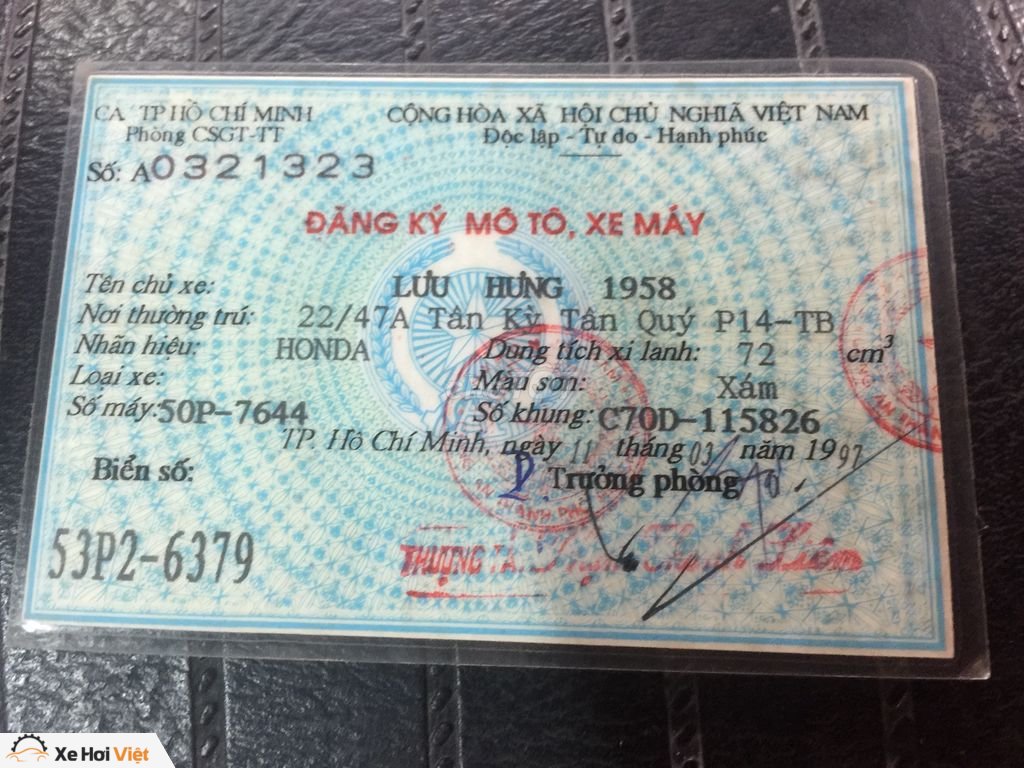 CA TP HỒ CHÍ MINH
Phòng CSGT-TT
Số: A0321323
CỘNG HÒA XÃ HỘI CHỦ NGHĨA VIỆT NAM
Độc lập - Tự do - Hạnh phúc
ĐĂNG KÝ MÔ TÔ, XE MÁY
Tên chủ xe: LƯU HƯNG 1958
Nơi thường trú: 22/47A Tân Kỳ Tân Quý P14-TB
Nhãn hiệu: HONDA Dung tích xi lanh: 72 cm³
Loại xe: Màu sơn: Xám
Số máy: 50P-7644 Số khung: C70D-115826
TP. Hồ Chí Minh, ngày 11 tháng 03 năm 1997
Biển số: P. Trưởng phòng
53P2-6379
THƯỢNG TÁ:
Xe Hơi Việt